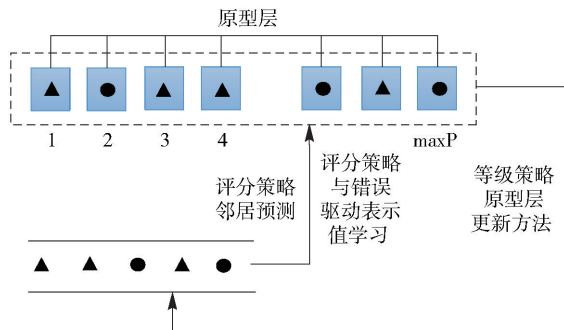 原型层
1 2 3 4 maxP
评分策略
邻居预测
评分策略
与错误
驱动表示
值学习
等级策略
原型层
更新方法